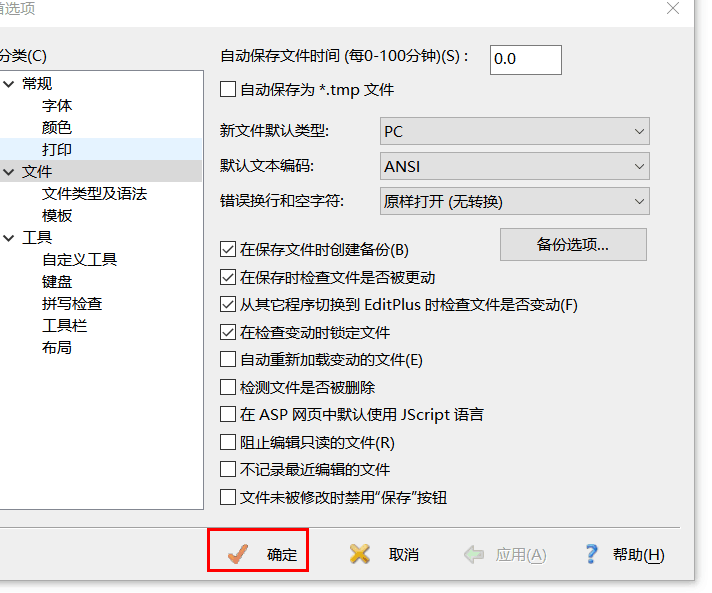 首选项
分类(C)
常规
字体
颜色
打印
文件
文件类型及语法
模板
工具
自定义工具
键盘
拼写检查
工具栏
布局
自动保存文件时间 (每0-100分钟)(S)： 0.0
自动保存为 *.tmp 文件
新文件默认类型: PC
默认文本编码: ANSI
错误换行和空字符: 原样打开 (无转换)
备份选项...
在保存文件时创建备份(B)
在保存时检查文件是否被更动
从其它程序切换到 EditPlus 时检查文件是否变动(F)
在检查变动时锁定文件
自动重新加载变动的文件(E)
检测文件是否被删除
在 ASP 网页中默认使用 JScript 语言
阻止编辑只读的文件(R)
不记录最近编辑的文件
文件未被修改时禁用“保存”按钮
确定 取消 应用(A) 帮助(H)